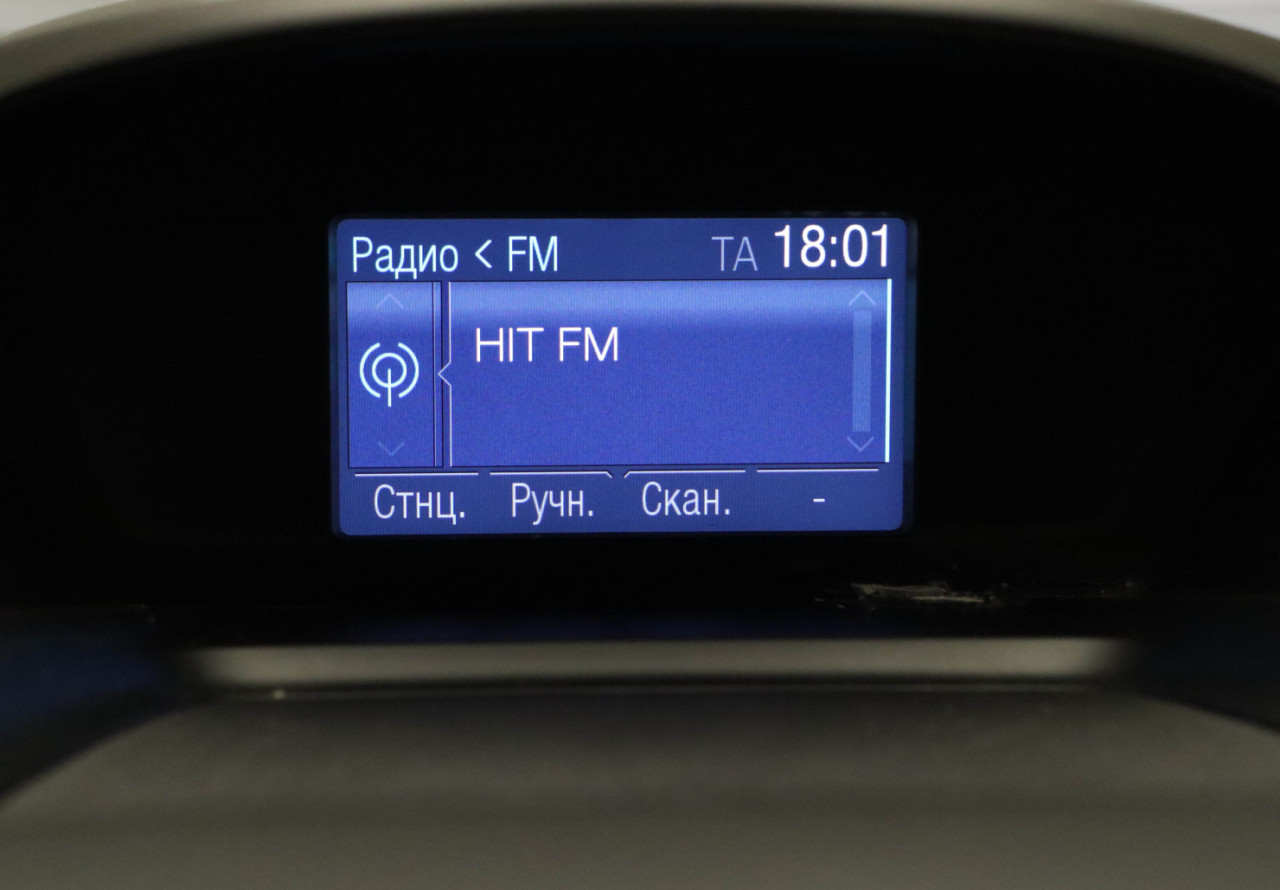 Радио < FM TA 18:01
HIT FM
Стнц. Ручн. Скан. -